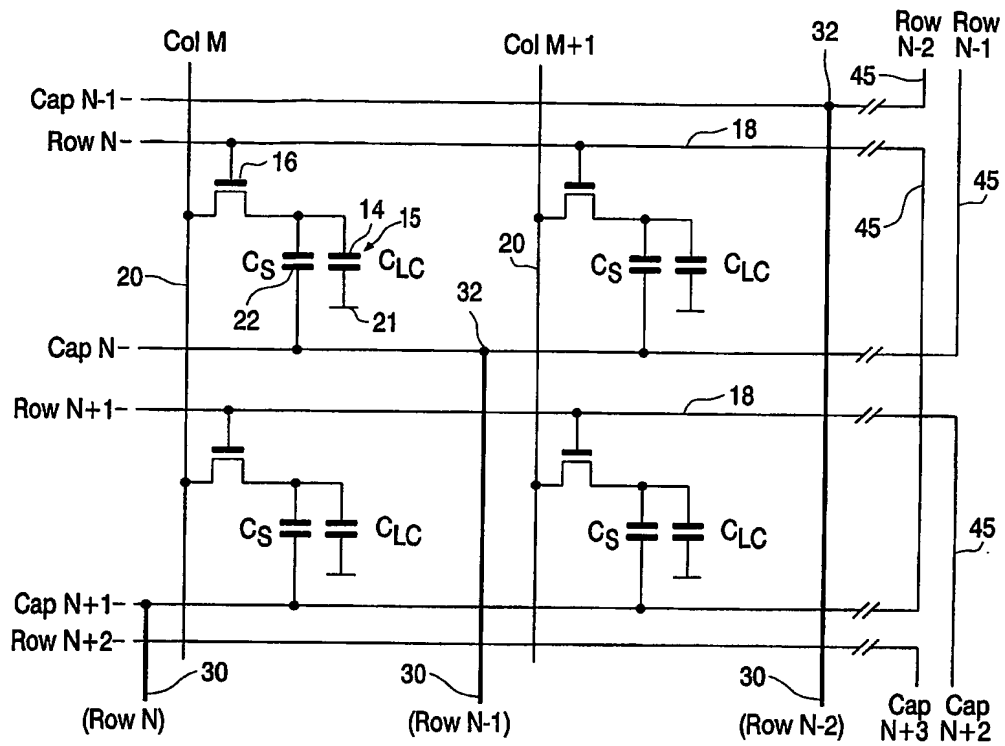 Col M
Col M+1
32
Row N-2
Row N-1
45
Cap N-1
Row N
18
16
45
14
15
45
20
CS
CLC
20
CS
CLC
22
21
32
Cap N
Row N+1
18
CS
CLC
CS
CLC
45
Cap N+1
Row N+2
30
30
30
(Row N)
(Row N-1)
(Row N-2)
Cap N+3
Cap N+2